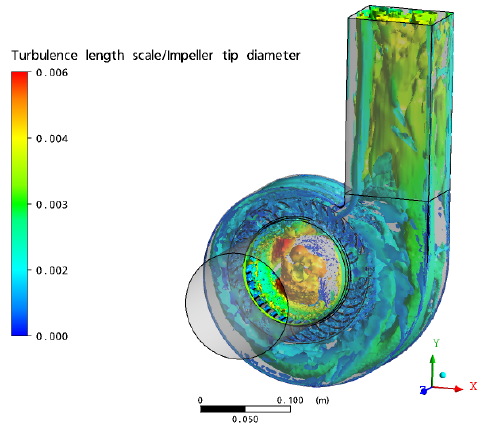 Turbulence length scale/Impeller tip diameter
0.006
0.004
0.003
0.002
0.000
0 0.100 (m)
0.050
Y
X
Z